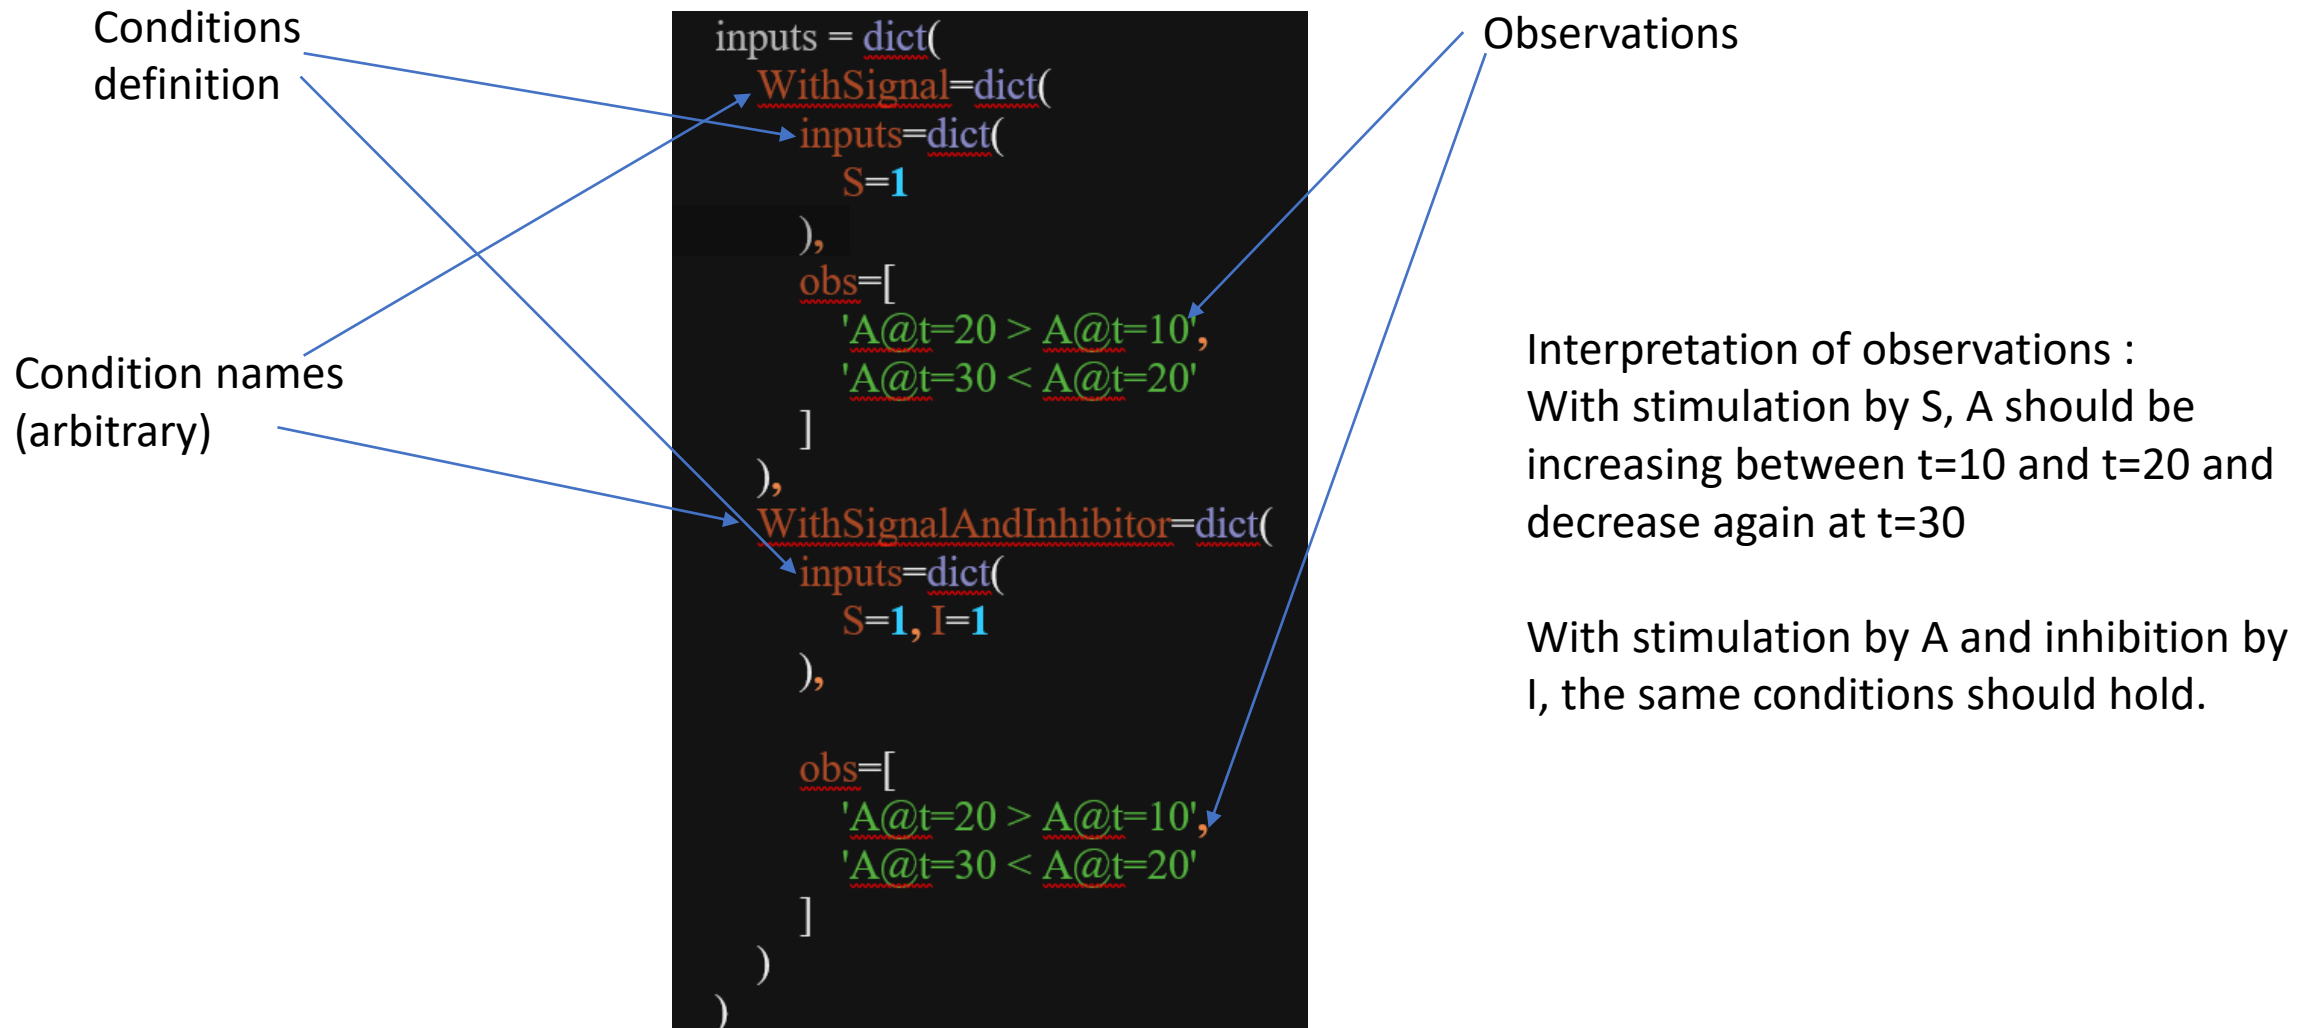 Conditions
definition
Condition names
(arbitrary)
inputs = dict(
WithSignal=dict(
inputs=dict(
S=1
),
obs=[
'A@t=20 > A@t=10',
'A@t=30 < A@t=20'
]
),
WithSignalAndInhibitor=dict(
inputs=dict(
S=1, I=1
),
obs=[
'A@t=20 > A@t=10',
'A@t=30 < A@t=20'
]
)
)
Observations
Interpretation of observations :
With stimulation by S, A should be
increasing between t=10 and t=20 and
decrease again at t=30
With stimulation by A and inhibition by
I, the same conditions should hold.